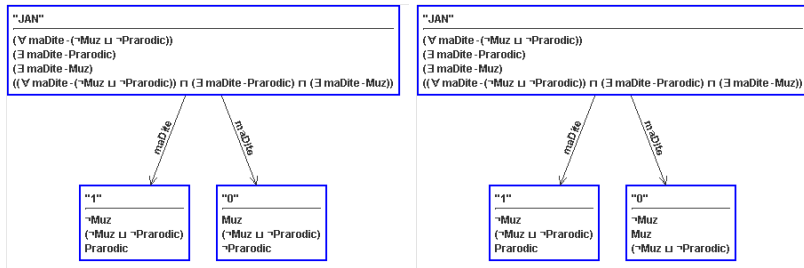 "JAN"
(∀ maDite-(¬Muz ⊔ ¬Prarodic))
(∃ maDite-Prarodic)
(∃ maDite-Muz)
((∀ maDite-(¬Muz ⊔ ¬Prarodic)) ⊓ (∃ maDite-Prarodic) ⊓ (∃ maDite-Muz))
maDite
maDite
"1"
¬Muz
(¬Muz ⊔ ¬Prarodic)
Prarodic
"0"
Muz
(¬Muz ⊔ ¬Prarodic)
¬Prarodic
"JAN"
(∀ maDite-(¬Muz ⊔ ¬Prarodic))
(∃ maDite-Prarodic)
(∃ maDite-Muz)
((∀ maDite-(¬Muz ⊔ ¬Prarodic)) ⊓ (∃ maDite-Prarodic) ⊓ (∃ maDite-Muz))
maDite
maDite
"1"
¬Muz
(¬Muz ⊔ ¬Prarodic)
Prarodic
"0"
¬Muz
Muz
(¬Muz ⊔ ¬Prarodic)